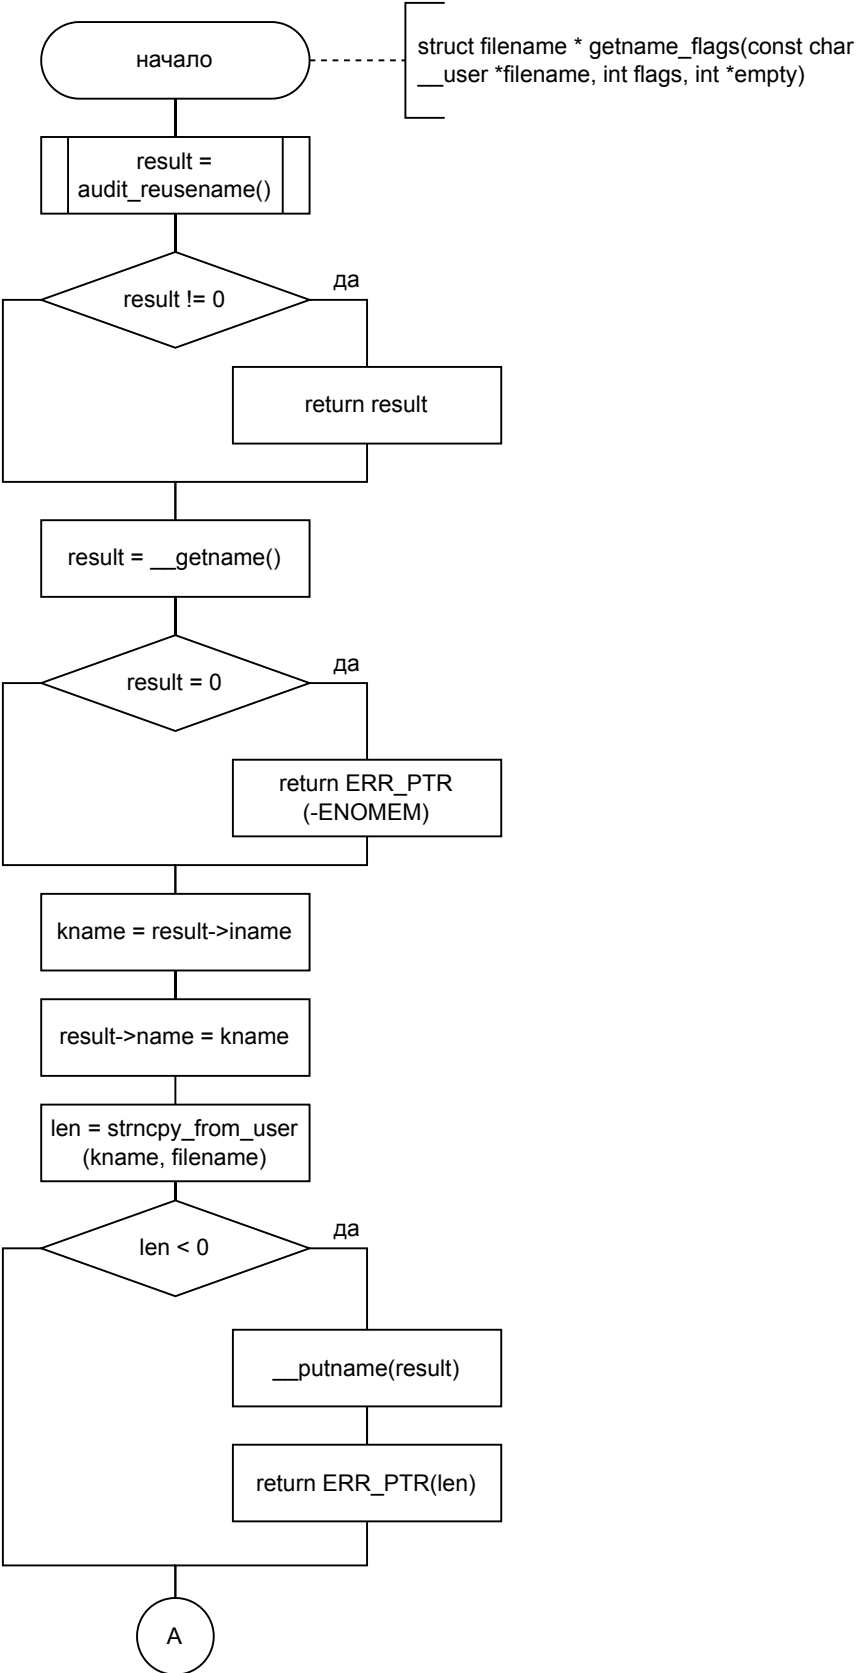 начало
struct filename * getname_flags(const char
__user *filename, int flags, int *empty)
result =
audit_reusename()
result != 0
да
return result
result = __getname()
result = 0
да
return ERR_PTR
(-ENOMEM)
kname = result->iname
result->name = kname
len = strncpy_from_user
(kname, filename)
len < 0
да
__putname(result)
return ERR_PTR(len)
A